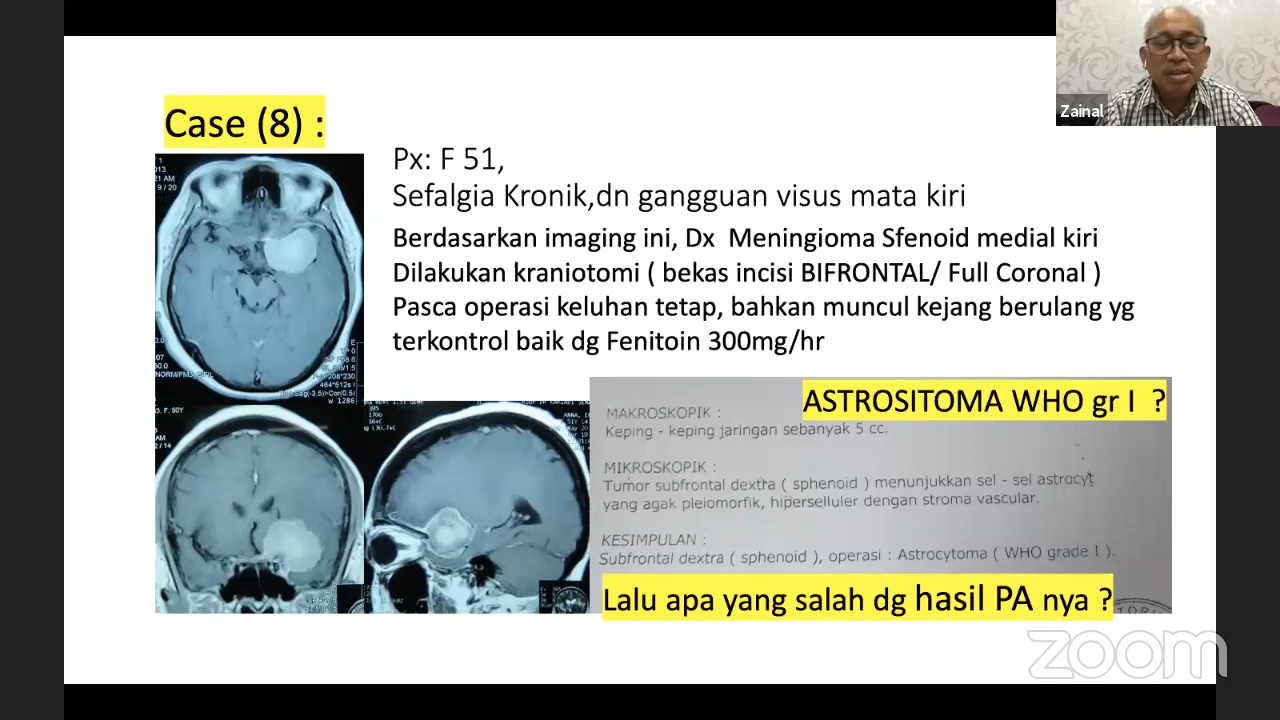 Zainal
Case (8) :
Px: F 51,
Sefalgia Kronik,dn gangguan visus mata kiri
Berdasarkan imaging ini, Dx Meningioma Sfenoid medial kiri
Dilakukan kraniotomi ( bekas incisi BIFRONTAL/ Full Coronal )
Pasca operasi keluhan tetap, bahkan muncul kejang berulang yg
terkontrol baik dg Fenitoin 300mg/hr
ASTROSITOMA WHO gr I ?
MAKROSKOPIK :
Keping - keping jaringan sebanyak 5 cc.
MIKROSKOPIK :
Tumor subfrontal dextra ( sphenoid ) menunjukkan sel - sel astrocyt
yang agak pleiomorfik, hiperselluler dengan stroma vascular.
KESIMPULAN :
Subfrontal dextra ( sphenoid ), operasi : Astrocytoma ( WHO grade I ).
Lalu apa yang salah dg hasil PA nya ?
zoom